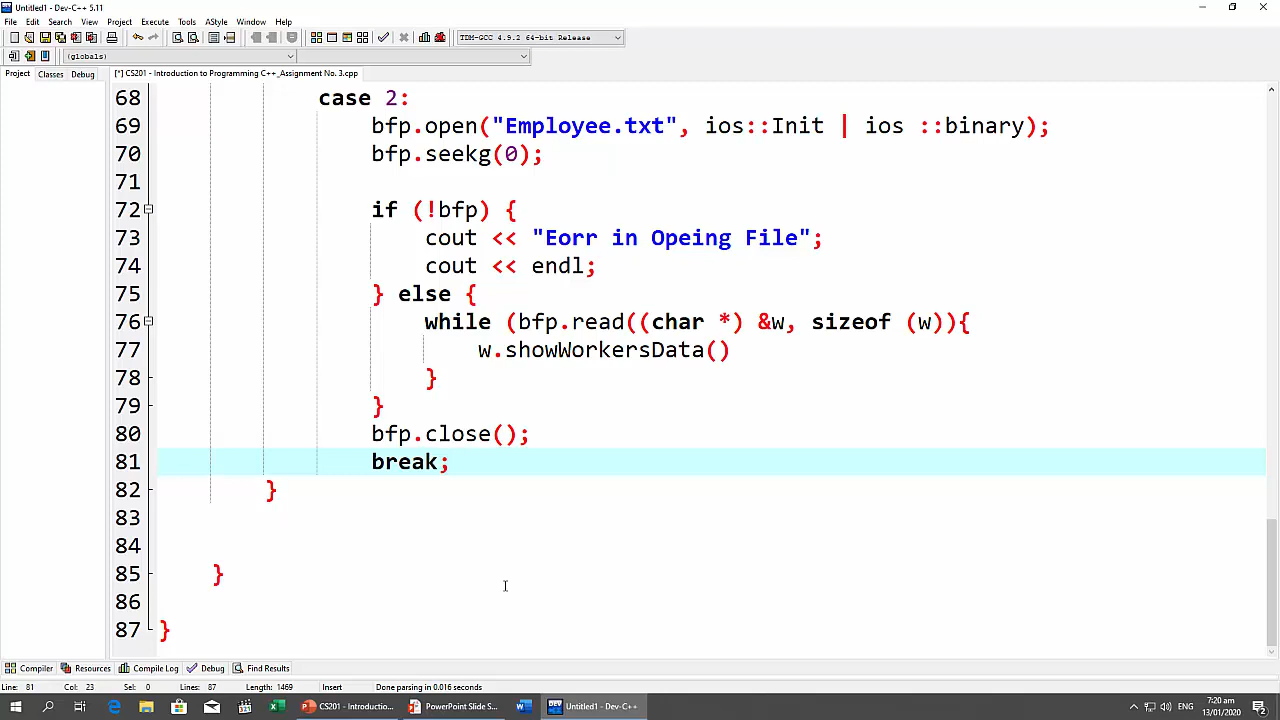 Untitled1 - Dev-C++ 5.11
File Edit Search View Project Execute Tools AStyle Window Help
TDM-GCC 4.9.2 64-bit Release
(globals)
Project Classes Debug
[*] CS201 - Introduction to Programming C++_Assignment No. 3.cpp
68 case 2:
69 bfp.open("Employee.txt", ios::Init | ios ::binary);
70 bfp.seekg(0);
71
72 if (!bfp) {
73 cout << "Eorr in Opeing File";
74 cout << endl;
75 } else {
76 while (bfp.read((char *) &w, sizeof (w)){
77 w.showWorkersData()
78 }
79 }
80 bfp.close();
81 break;
82 }
83
84
85 }
86
87 }
Compiler Resources Compile Log Debug Find Results
Line: 81 Col: 23 Sel: 0 Lines: 87 Length: 1469 Insert Done parsing in 0.016 seconds
CS201 - Introductio... PowerPoint Slide S... Untitled1 - Dev-C++ ENG 7:20 am
13/01/2020 2